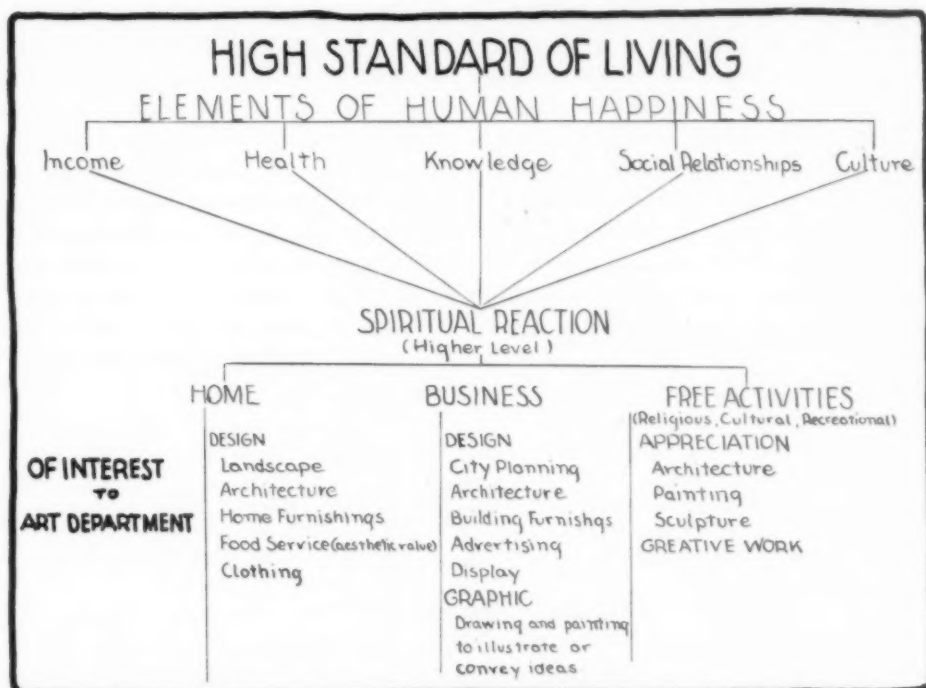 HIGH STANDARD OF LIVING
ELEMENTS OF HUMAN HAPPINESS
Income Health Knowledge Social Relationships Culture
SPIRITUAL REACTION
(Higher Level)
OF INTEREST
TO
ART DEPARTMENT
HOME
DESIGN
Landscape
Architecture
Home Furnishings
Food Service (aesthetic value)
Clothing
BUSINESS
DESIGN
City Planning
Architecture
Building Furnishgs
Advertising
Display
GRAPHIC
Drawing and painting
to illustrate or
convey ideas
FREE ACTIVITIES
(Religious, Cultural, Recreational)
APPRECIATION
Architecture
Painting
Sculpture
GREATIVE WORK